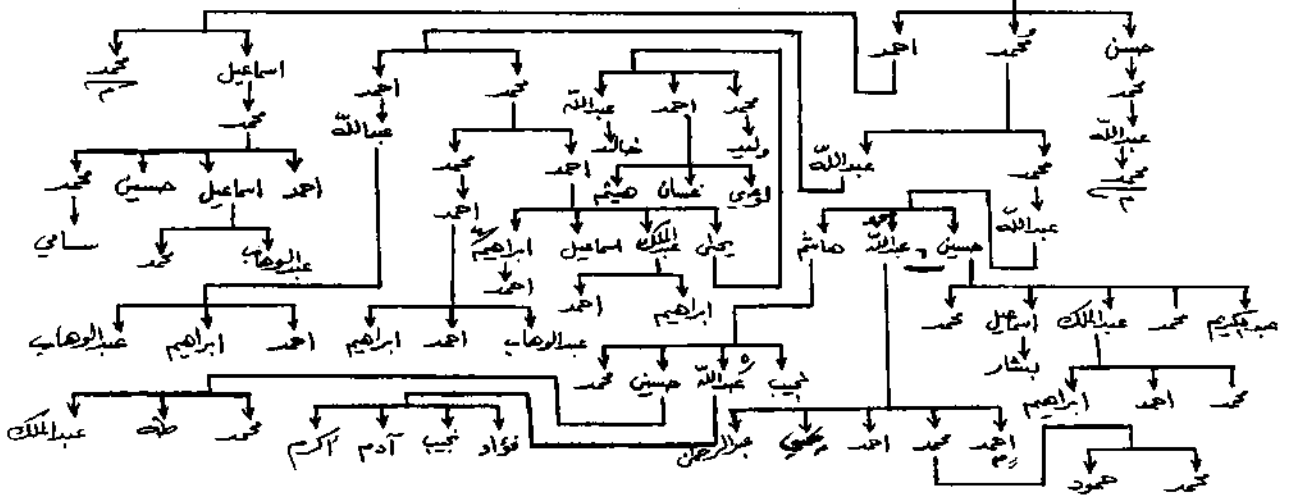 حسن محمد احمد
اسماعيل محمد
م
محمد احمد
محمد احمد عبدالله
محمد
عبدالله
محمد
وليد خالد
عبدالله
محمد
م
عبدالله
محمد
عبدالله
احمد محمد
لؤي غسان هيثم
احمد اسماعيل حسين محمد
سامي
احمد
عبدالله
حسين عبدالله هاشم
يحيى عبدالملك اسماعيل ابراهيم
احمد
عبدالوهاب محمد
ابراهيم احمد
عبدالكريم محمد عبدالملك اسماعيل محمد
بشار
عبدالوهاب احمد ابراهيم
احمد ابراهيم عبدالوهاب
نجيب عبدالله حسين محمد
محمد احمد ابراهيم
محمد طه عبدالملك
فؤاد نجيب آدم اكرم
احمد محمد احمد يحيى عبدالرحمن
م
محمد حمود